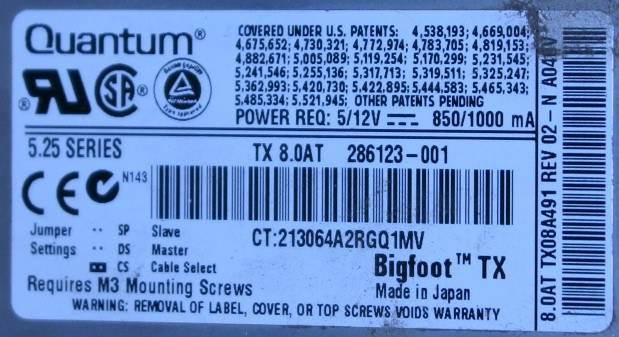 Quantum®
COVERED UNDER U.S. PATENTS: 4,538,193; 4,669,004;
4,675,652; 4,730,321; 4,772,974; 4,783,705; 4,819,153;
4,882,671; 5,005,089; 5,119,254; 5,170,299; 5,231,545;
5,241,546; 5,255,136; 5,317,713; 5,319,511; 5,325,247;
5,362,993; 5,420,730; 5,422,895; 5,444,583; 5,465,343;
5,485,334; 5,521,945; OTHER PATENTS PENDING
POWER REQ: 5/12V 850/1000 mA
5.25 SERIES
TX 8.0AT 286123-001
CE N143
CT:213064A2RGQ1MV
Jumper Settings
SP Slave
DS Master
CS Cable Select
Bigfoot™ TX
Made in Japan
Requires M3 Mounting Screws
WARNING: REMOVAL OF LABEL, COVER, OR TOP SCREWS VOIDS WARRANTY
8.0AT TX08A491 REV 02-N